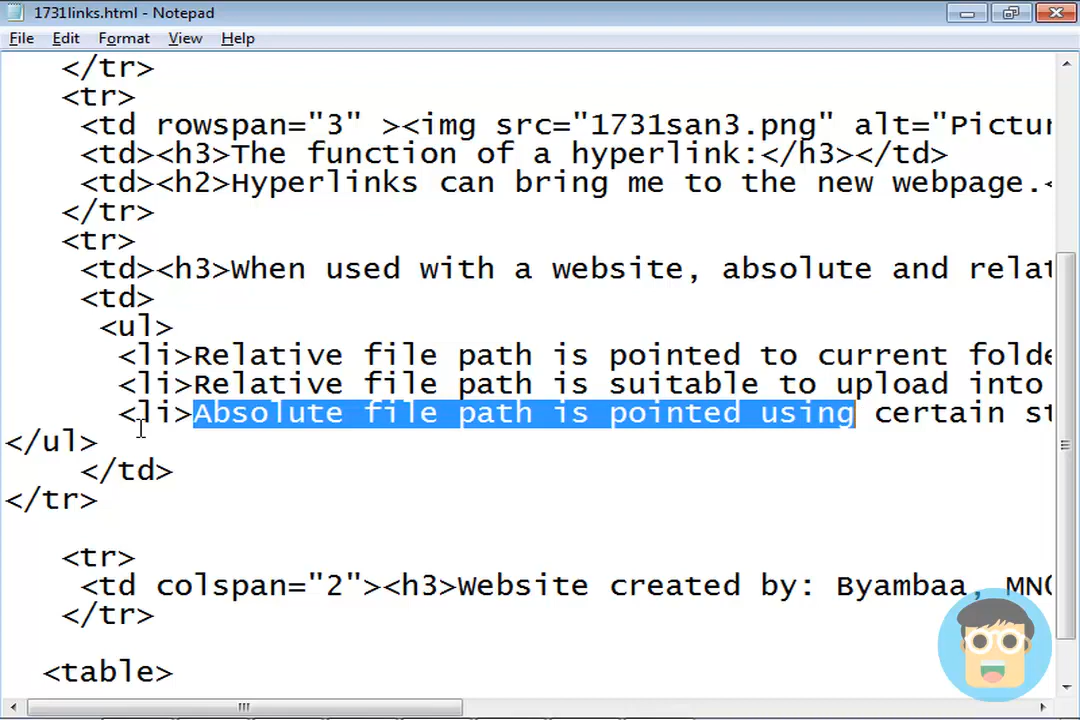 1731links.html - Notepad
File Edit Format View Help
</tr>
<tr>
<td rowspan="3" ><img src="1731san3.png" alt="Pictur
<td><h3>The function of a hyperlink:</h3></td>
<td><h2>Hyperlinks can bring me to the new webpage.<
</tr>
<tr>
<td><h3>When used with a website, absolute and relat
<td>
<ul>
<li>Relative file path is pointed to current folde
<li>Relative file path is suitable to upload into
<li>Absolute file path is pointed using certain st
</ul>
</td>
</tr>
<tr>
<td colspan="2"><h3>Website created by: Byambaa, MNO
</tr>
<table>